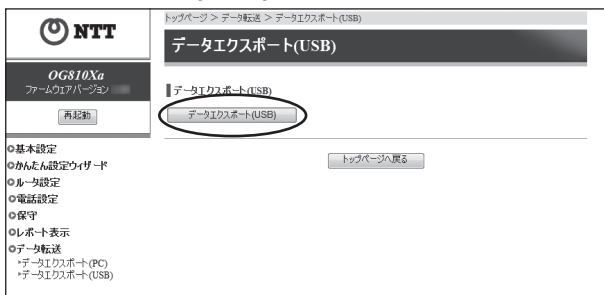 NTT
OG810Xa
ファームウェアバージョン
再起動
基本設定
かんたん設定ウィザード
ルータ設定
電話設定
保守
レポート表示
データ転送
データエクスポート(PC)
データエクスポート(USB)
トップページ > データ転送 > データエクスポート(USB)
データエクスポート(USB)
データエクスポート(USB)
データエクスポート(USB)
トップページへ戻る